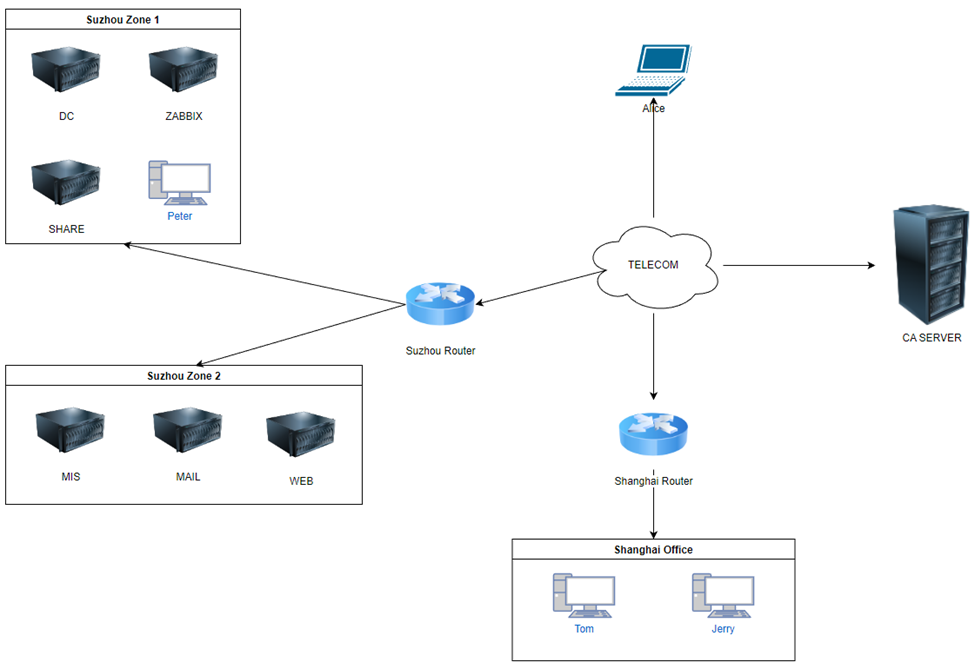 Suzhou Zone 1
DC
ZABBIX
SHARE
Peter
Alice
TELECOM
CA SERVER
Suzhou Router
Suzhou Zone 2
MIS
MAIL
WEB
Shanghai Router
Shanghai Office
Tom
Jerry